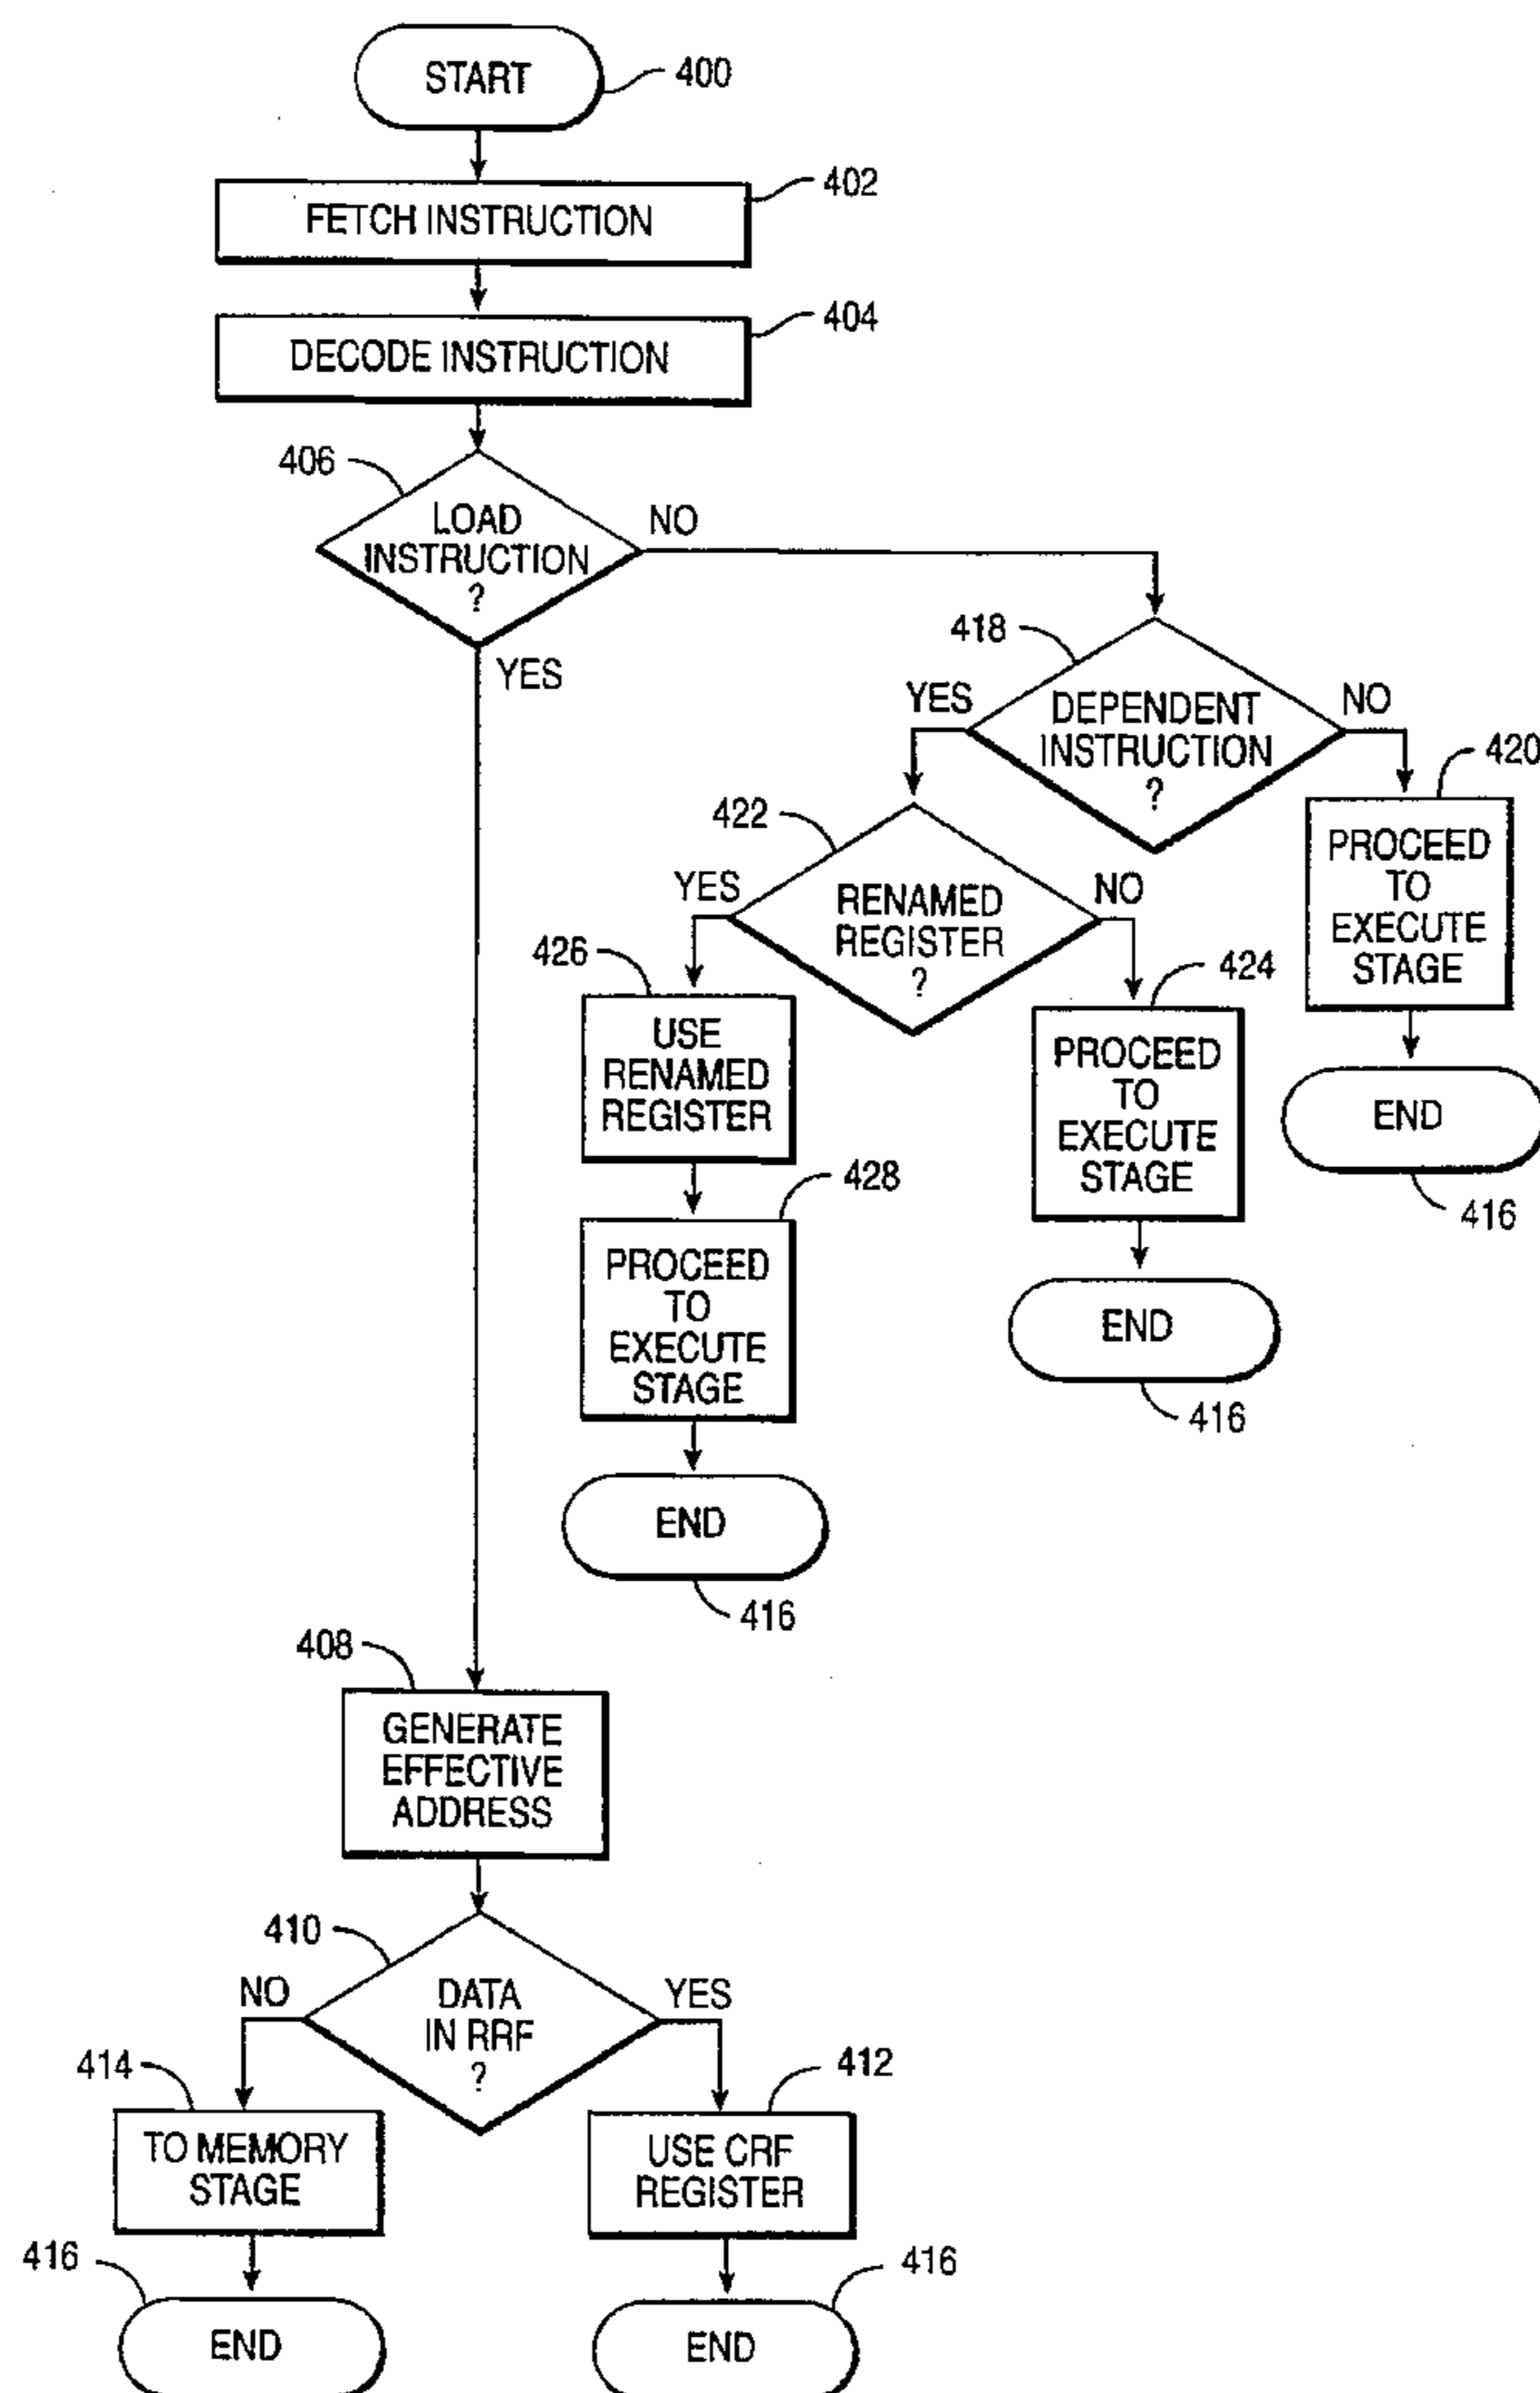 START
400
402
FETCH INSTRUCTION
404
DECODE INSTRUCTION
406
LOAD
INSTRUCTION
?
NO
YES
418
YES
DEPENDENT
INSTRUCTION
?
NO
420
PROCEED
TO
EXECUTE
STAGE
END
416
422
YES
RENAMED
REGISTER
?
NO
424
PROCEED
TO
EXECUTE
STAGE
END
416
426
USE
RENAMED
REGISTER
428
PROCEED
TO
EXECUTE
STAGE
END
416
408
GENERATE
EFFECTIVE
ADDRESS
410
NO
DATA
IN RRF
?
YES
414
TO MEMORY
STAGE
412
USE CRF
REGISTER
416
END
416
END